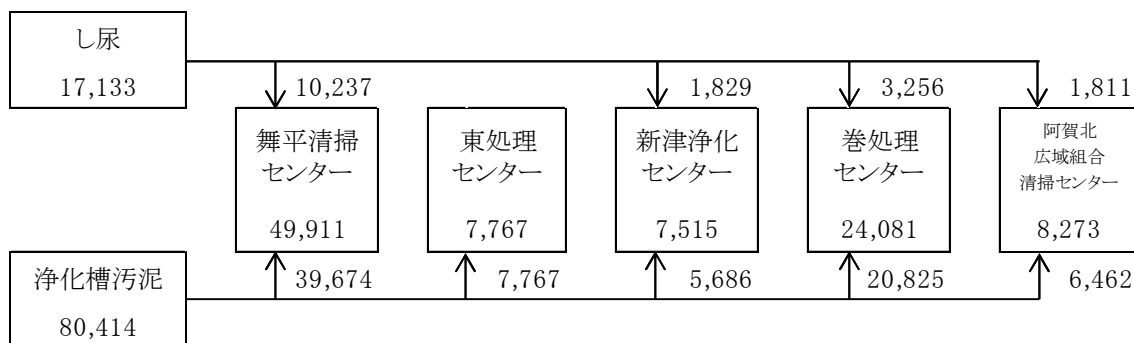 し尿
17,133
10,237
1,829
3,256
1,811
舞平清掃
センター
49,911
東処理
センター
7,767
新津浄化
センター
7,515
巻処理
センター
24,081
阿賀北
広域組合
清掃センター
8,273
浄化槽汚泥
80,414
39,674
7,767
5,686
20,825
6,462